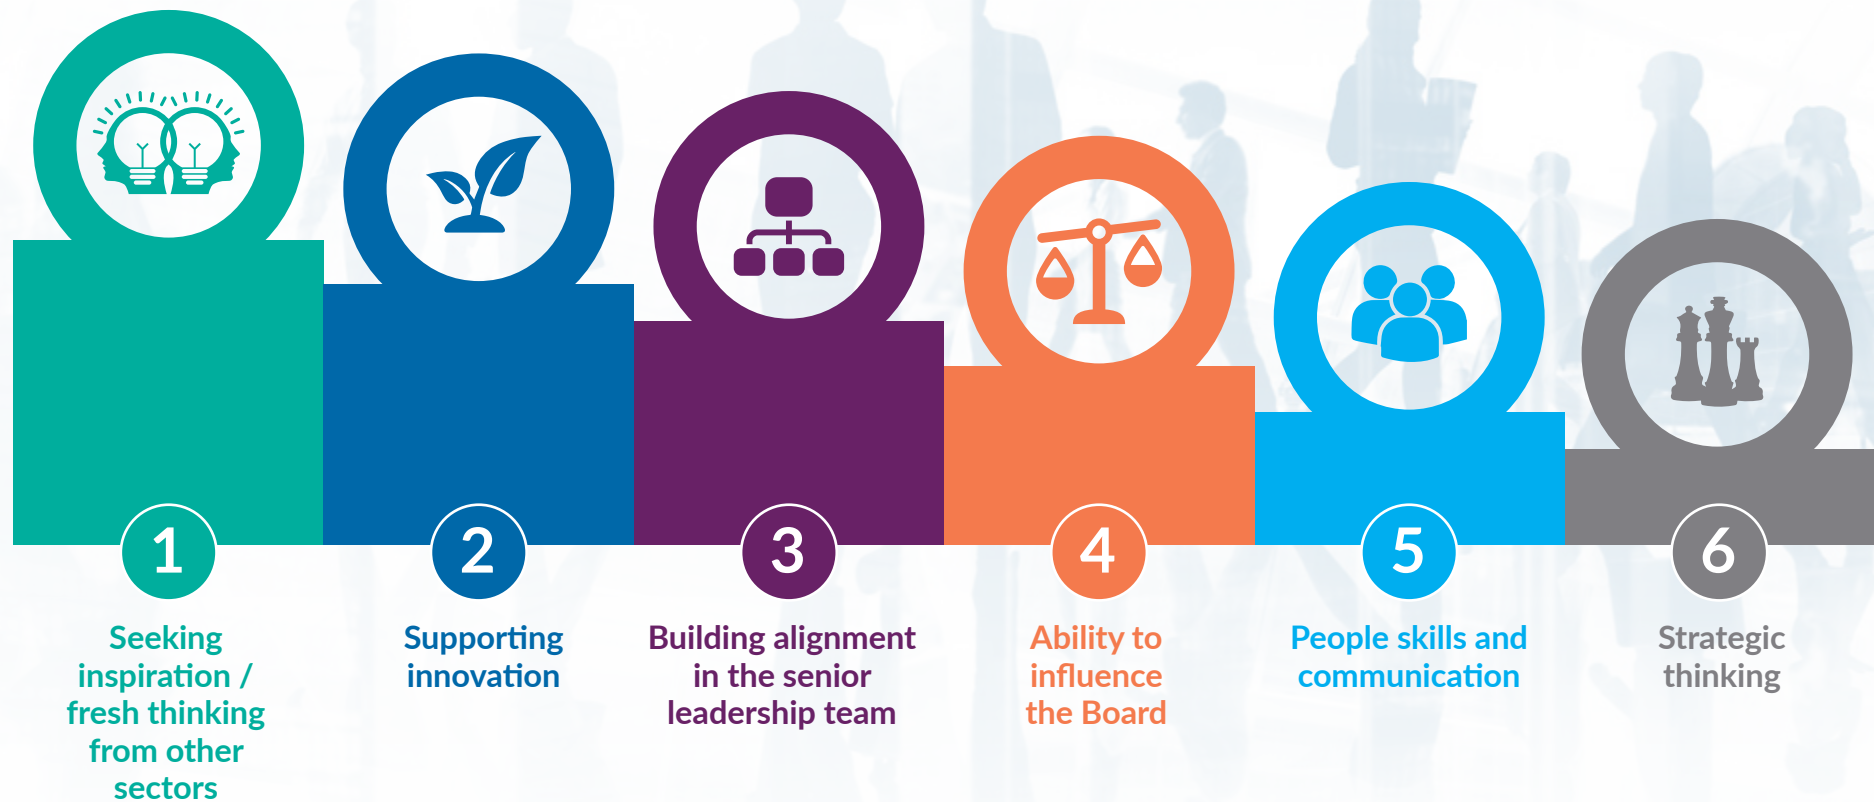 1
Seeking
inspiration /
fresh thinking
from other
sectors
2
Supporting
innovation
3
Building alignment
in the senior
leadership team
4
Ability to
influence
the Board
5
People skills and
communication
6
Strategic
thinking